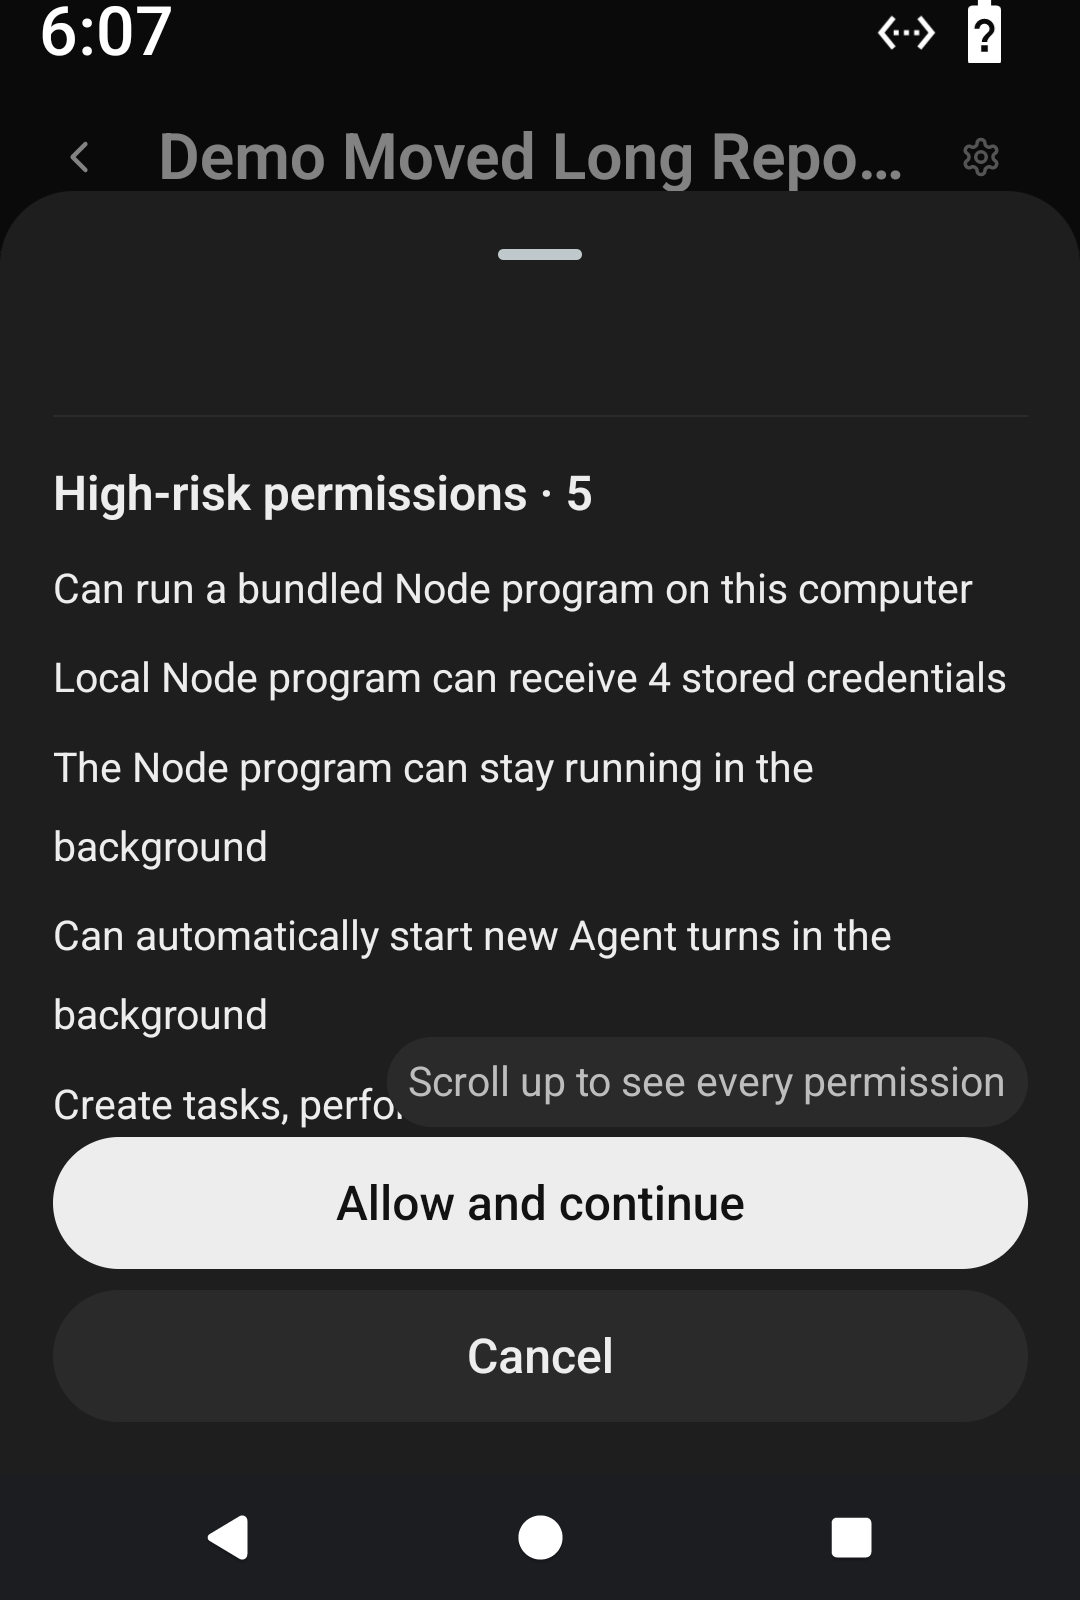 6:07
Demo Moved Long Repo…
High-risk permissions · 5
Can run a bundled Node program on this computer
Local Node program can receive 4 stored credentials
The Node program can stay running in the
background
Can automatically start new Agent turns in the
background
Create tasks,
Scroll up to see every permission
Allow and continue
Cancel